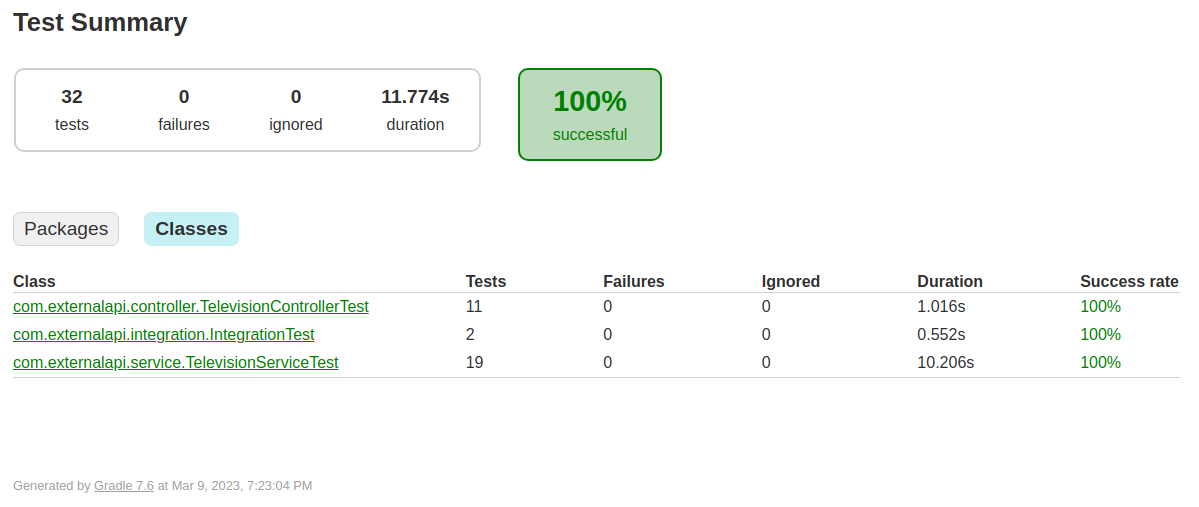 Test Summary
32 0 0 11.774s
tests failures ignored duration
100%
successful
Packages Classes
Class Tests Failures Ignored Duration Success rate
com.externalapi.controller.TelevisionControllerTest 11 0 0 1.016s 100%
com.externalapi.integration.IntegrationTest 2 0 0 0.552s 100%
com.externalapi.service.TelevisionServiceTest 19 0 0 10.206s 100%
Generated by Gradle 7.6 at Mar 9, 2023, 7:23:04 PM